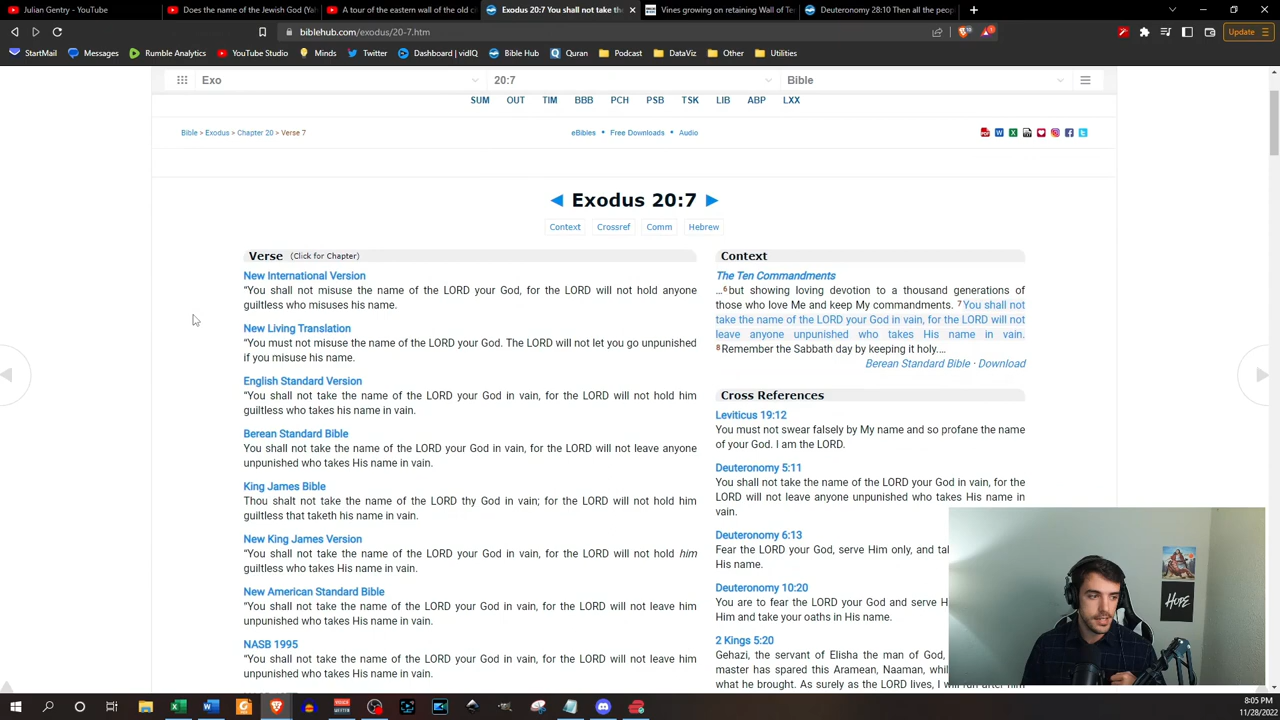 Julian Gentry - YouTube
Does the name of the Jewish God (Ya
A tour of the eastern wall of the old c
Exodus 20:7 You shall not take the
Vines growing on retaining Wall of Te
Deuteronomy 28:10 Then all the peop
biblehub.com/exodus/20-7.htm
Update
StartMail
Messages
Rumble Analytics
YouTube Studio
Minds
Twitter
Dashboard | vidIQ
Bible Hub
Quran
Podcast
DataViz
Other
Utilities
Exo
20:7
Bible
SUM OUT TIM BBB PCH PSB TSK LIB ABP LXX
Bible > Exodus > Chapter 20 > Verse 7
eBibles • Free Downloads • Audio
◄ Exodus 20:7 ►
Context
Crossref
Comm
Hebrew
Verse (Click for Chapter)
New International Version
“You shall not misuse the name of the LORD your God, for the LORD will not hold anyone
guiltless who misuses his name.
New Living Translation
“You must not misuse the name of the LORD your God. The LORD will not let you go unpunished
if you misuse his name.
English Standard Version
“You shall not take the name of the LORD your God in vain, for the LORD will not hold him
guiltless who takes his name in vain.
Berean Standard Bible
You shall not take the name of the LORD your God in vain, for the LORD will not leave anyone
unpunished who takes His name in vain.
King James Bible
Thou shalt not take the name of the LORD thy God in vain; for the LORD will not hold him
guiltless that taketh his name in vain.
New King James Version
“You shall not take the name of the LORD your God in vain, for the LORD will not hold him
guiltless who takes His name in vain.
New American Standard Bible
“You shall not take the name of the LORD your God in vain, for the LORD will not leave him
unpunished who takes His name in vain.
NASB 1995
“You shall not take the name of the LORD your God in vain, for the LORD will not leave him
unpunished who takes His name in vain.
Context
The Ten Commandments
…6but showing loving devotion to a thousand generations of
those who love Me and keep My commandments. 7You shall not
take the name of the LORD your God in vain, for the LORD will not
leave anyone unpunished who takes His name in vain.
8Remember the Sabbath day by keeping it holy.…
Berean Standard Bible · Download
Cross References
Leviticus 19:12
You must not swear falsely by My name and so profane the name
of your God. I am the LORD.
Deuteronomy 5:11
You shall not take the name of the LORD your God in vain, for the
LORD will not leave anyone unpunished who takes His name in
vain.
Deuteronomy 6:13
Fear the LORD your God, serve Him only, and
His name.
Deuteronomy 10:20
You are to fear the LORD your God and serve
Him and take your oaths in His name.
2 Kings 5:20
Gehazi, the servant of Elisha the man of God,
master has spared this Aramean, Naaman,
what he brought. As surely as the LORD lives, I
HOPE
8:05 PM
11/28/2022